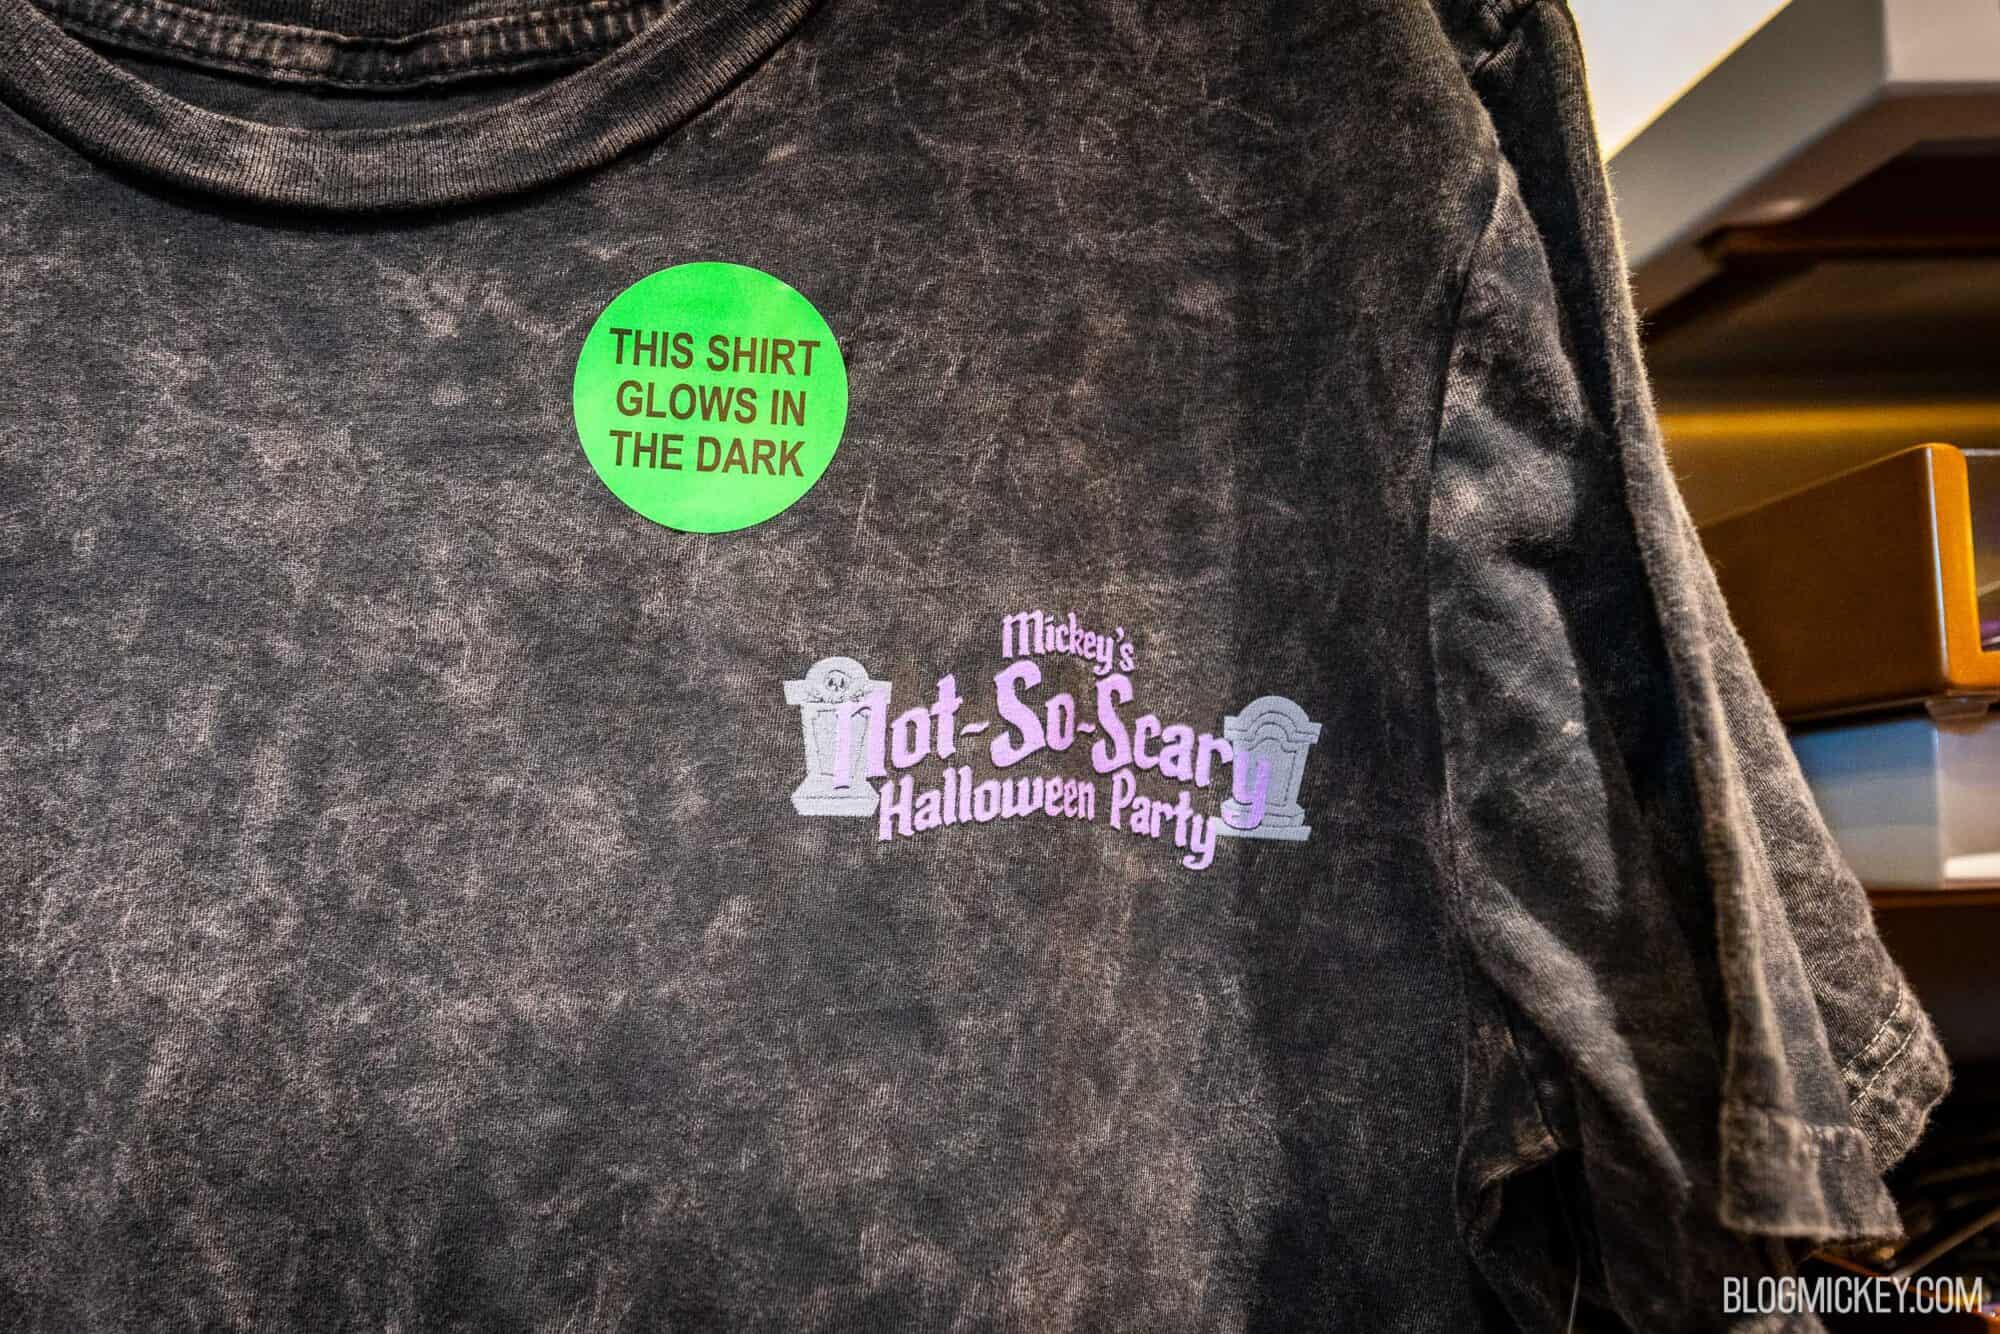 THIS SHIRT
GLOWS IN
THE DARK
Mickey's
Not-So-Scary
Halloween Party
BLOGMICKEY.COM